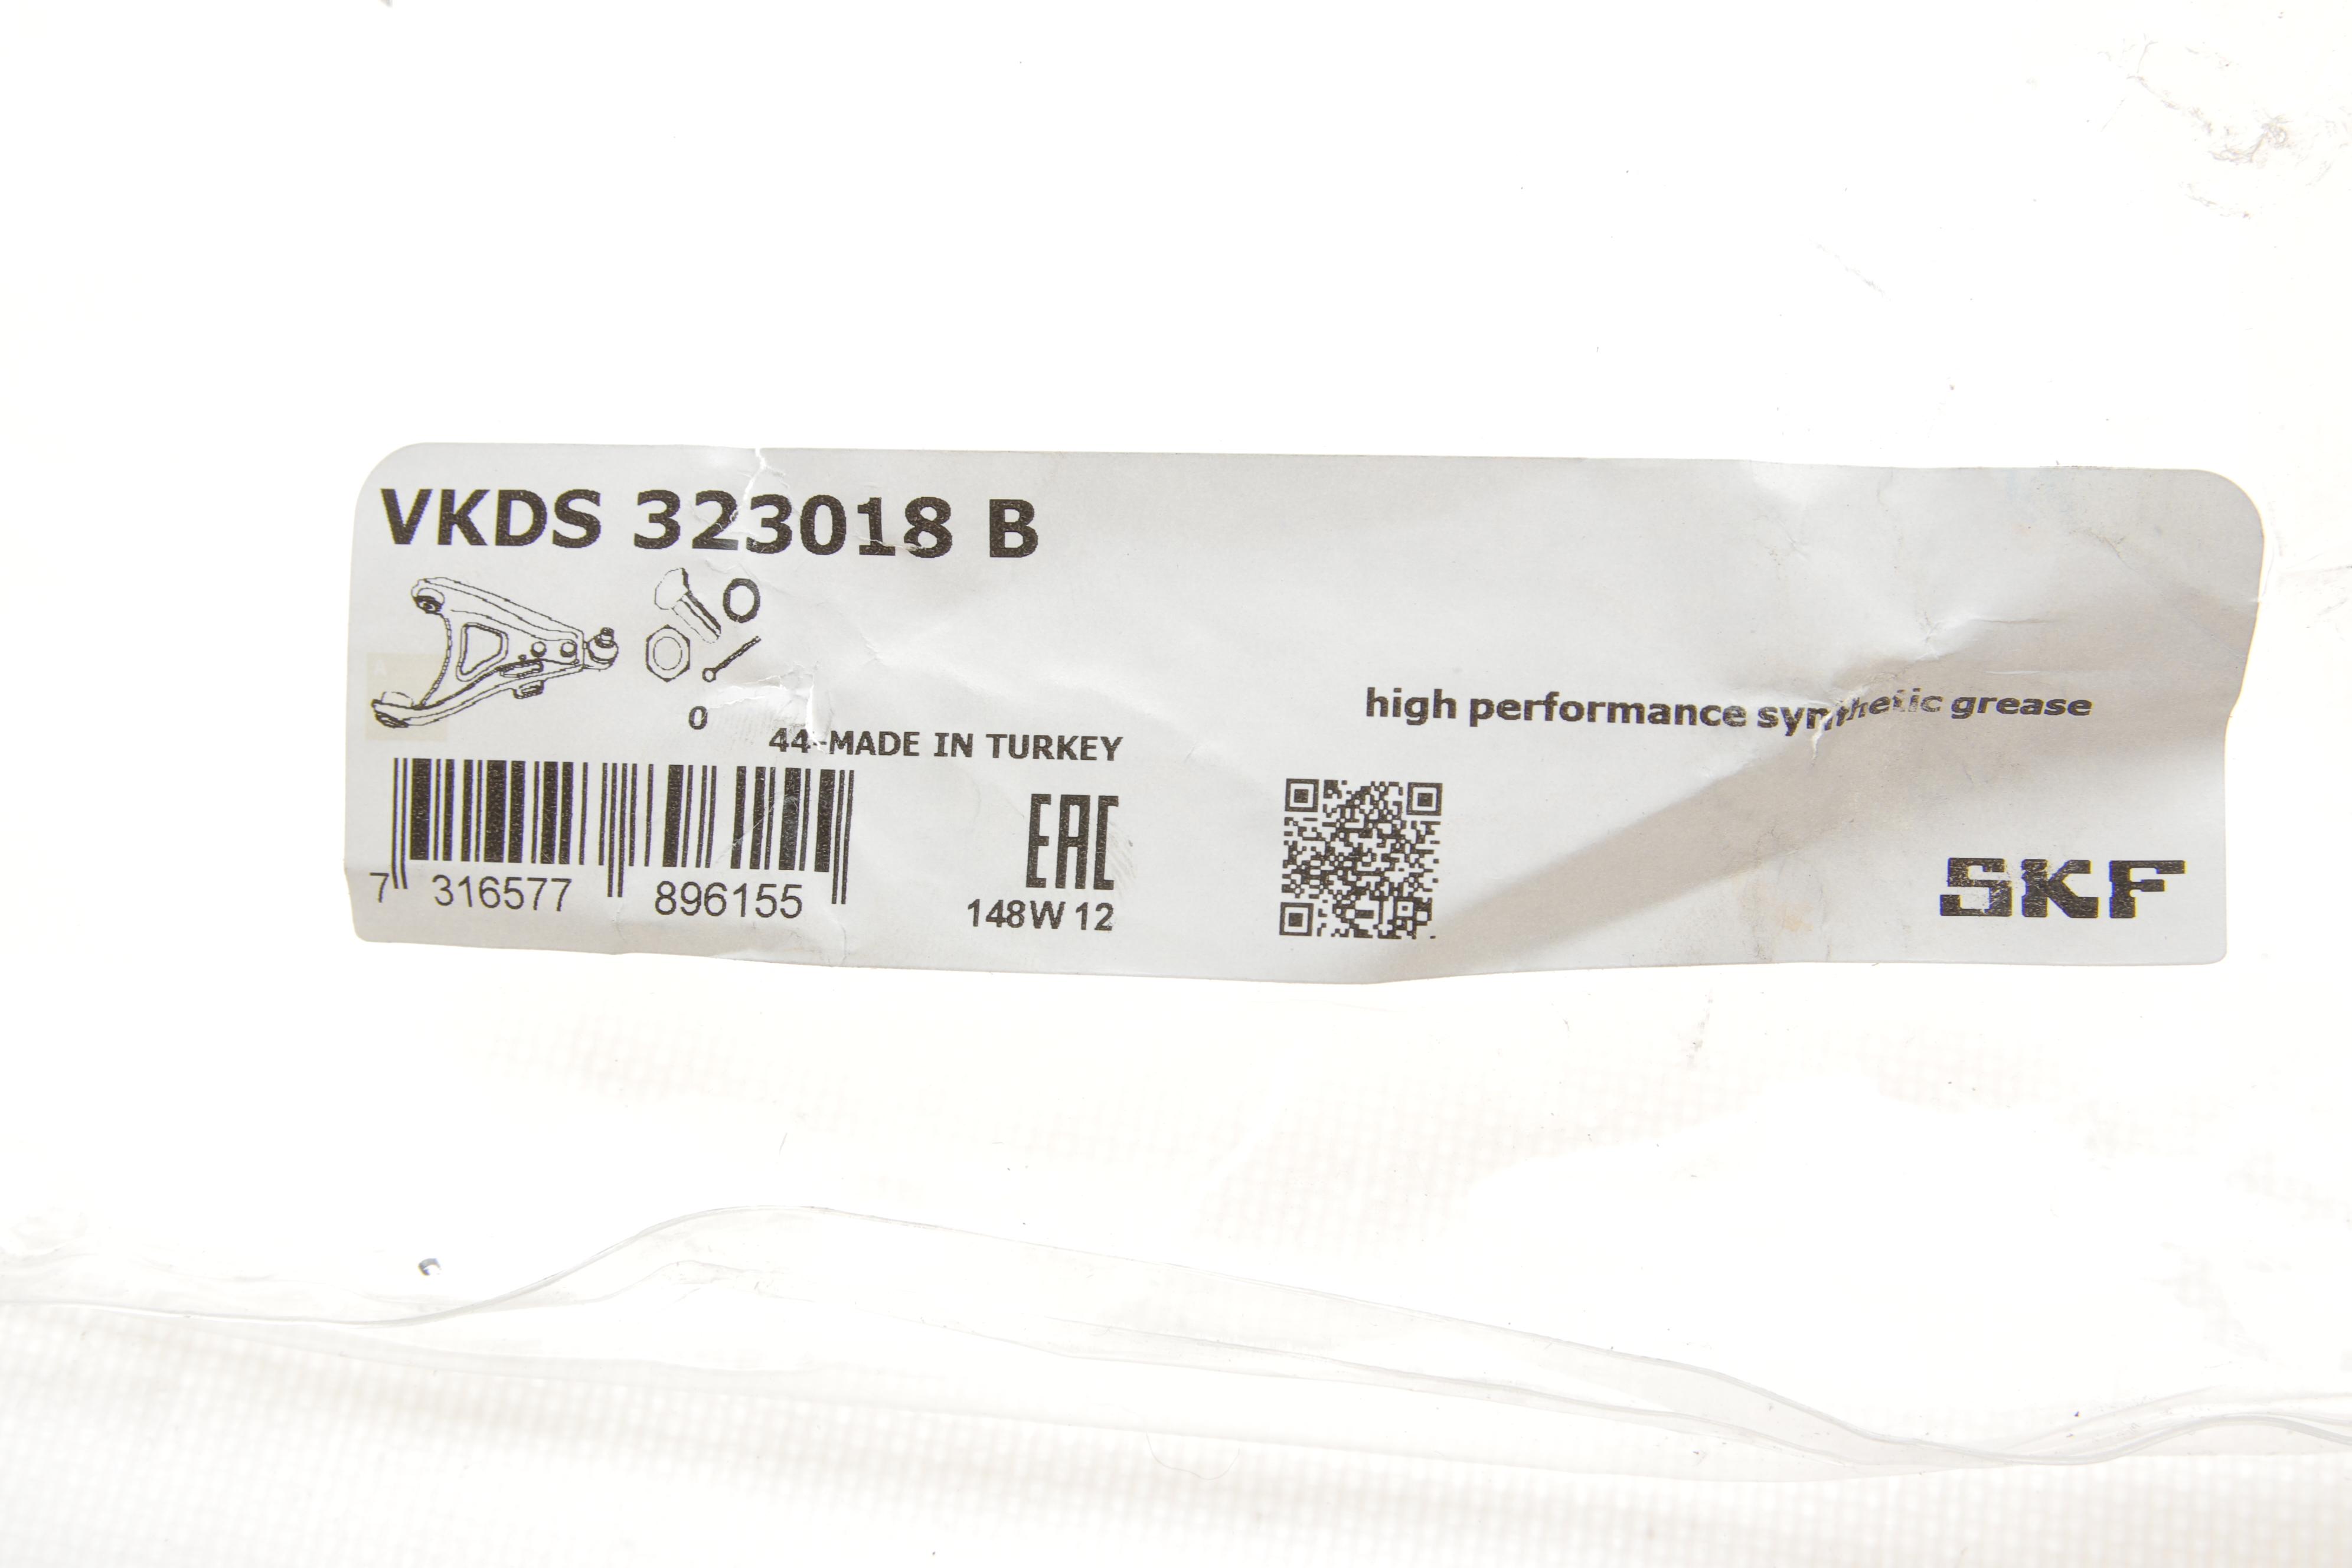 VKDS 323018 B
0
44-MADE IN TURKEY
high performance synthetic grease
7 316577 896155
EAC
148W 12
SKF